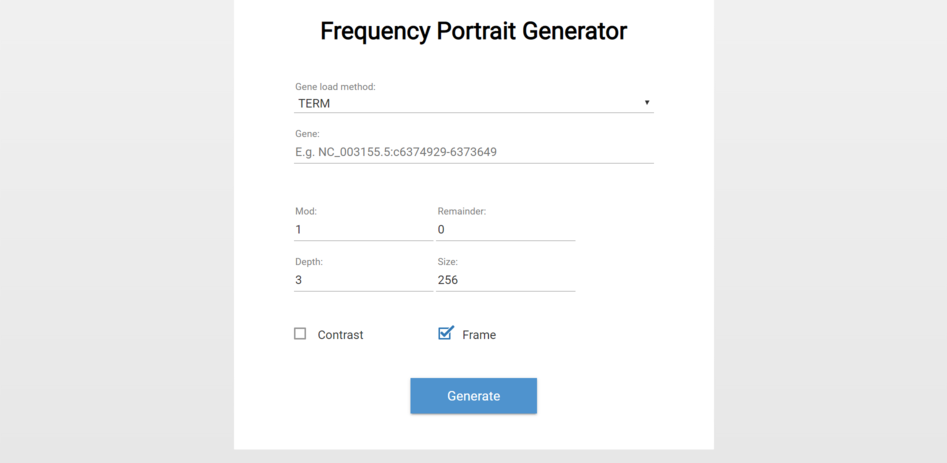 Frequency Portrait Generator
Gene load method:
TERM
Gene:
E.g. NC_003155.5:c6374929-6373649
Mod: Remainder:
1 0
Depth: Size:
3 256
Contrast Frame
Generate